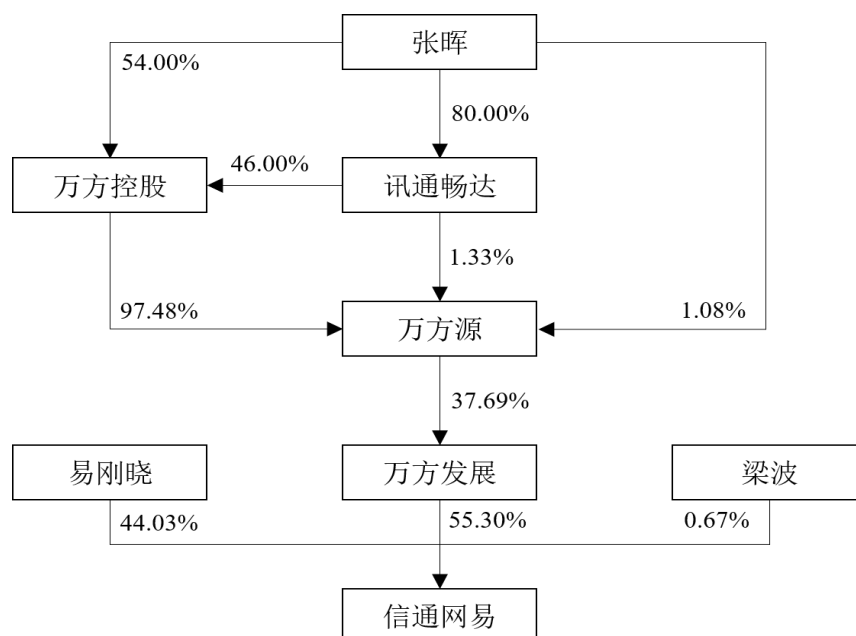 张晖
54.00%
80.00%
万方控股
46.00%
讯通畅达
1.33%
97.48%
万方源
1.08%
37.69%
易刚晓
万方发展
梁波
44.03%
55.30%
0.67%
信通网易